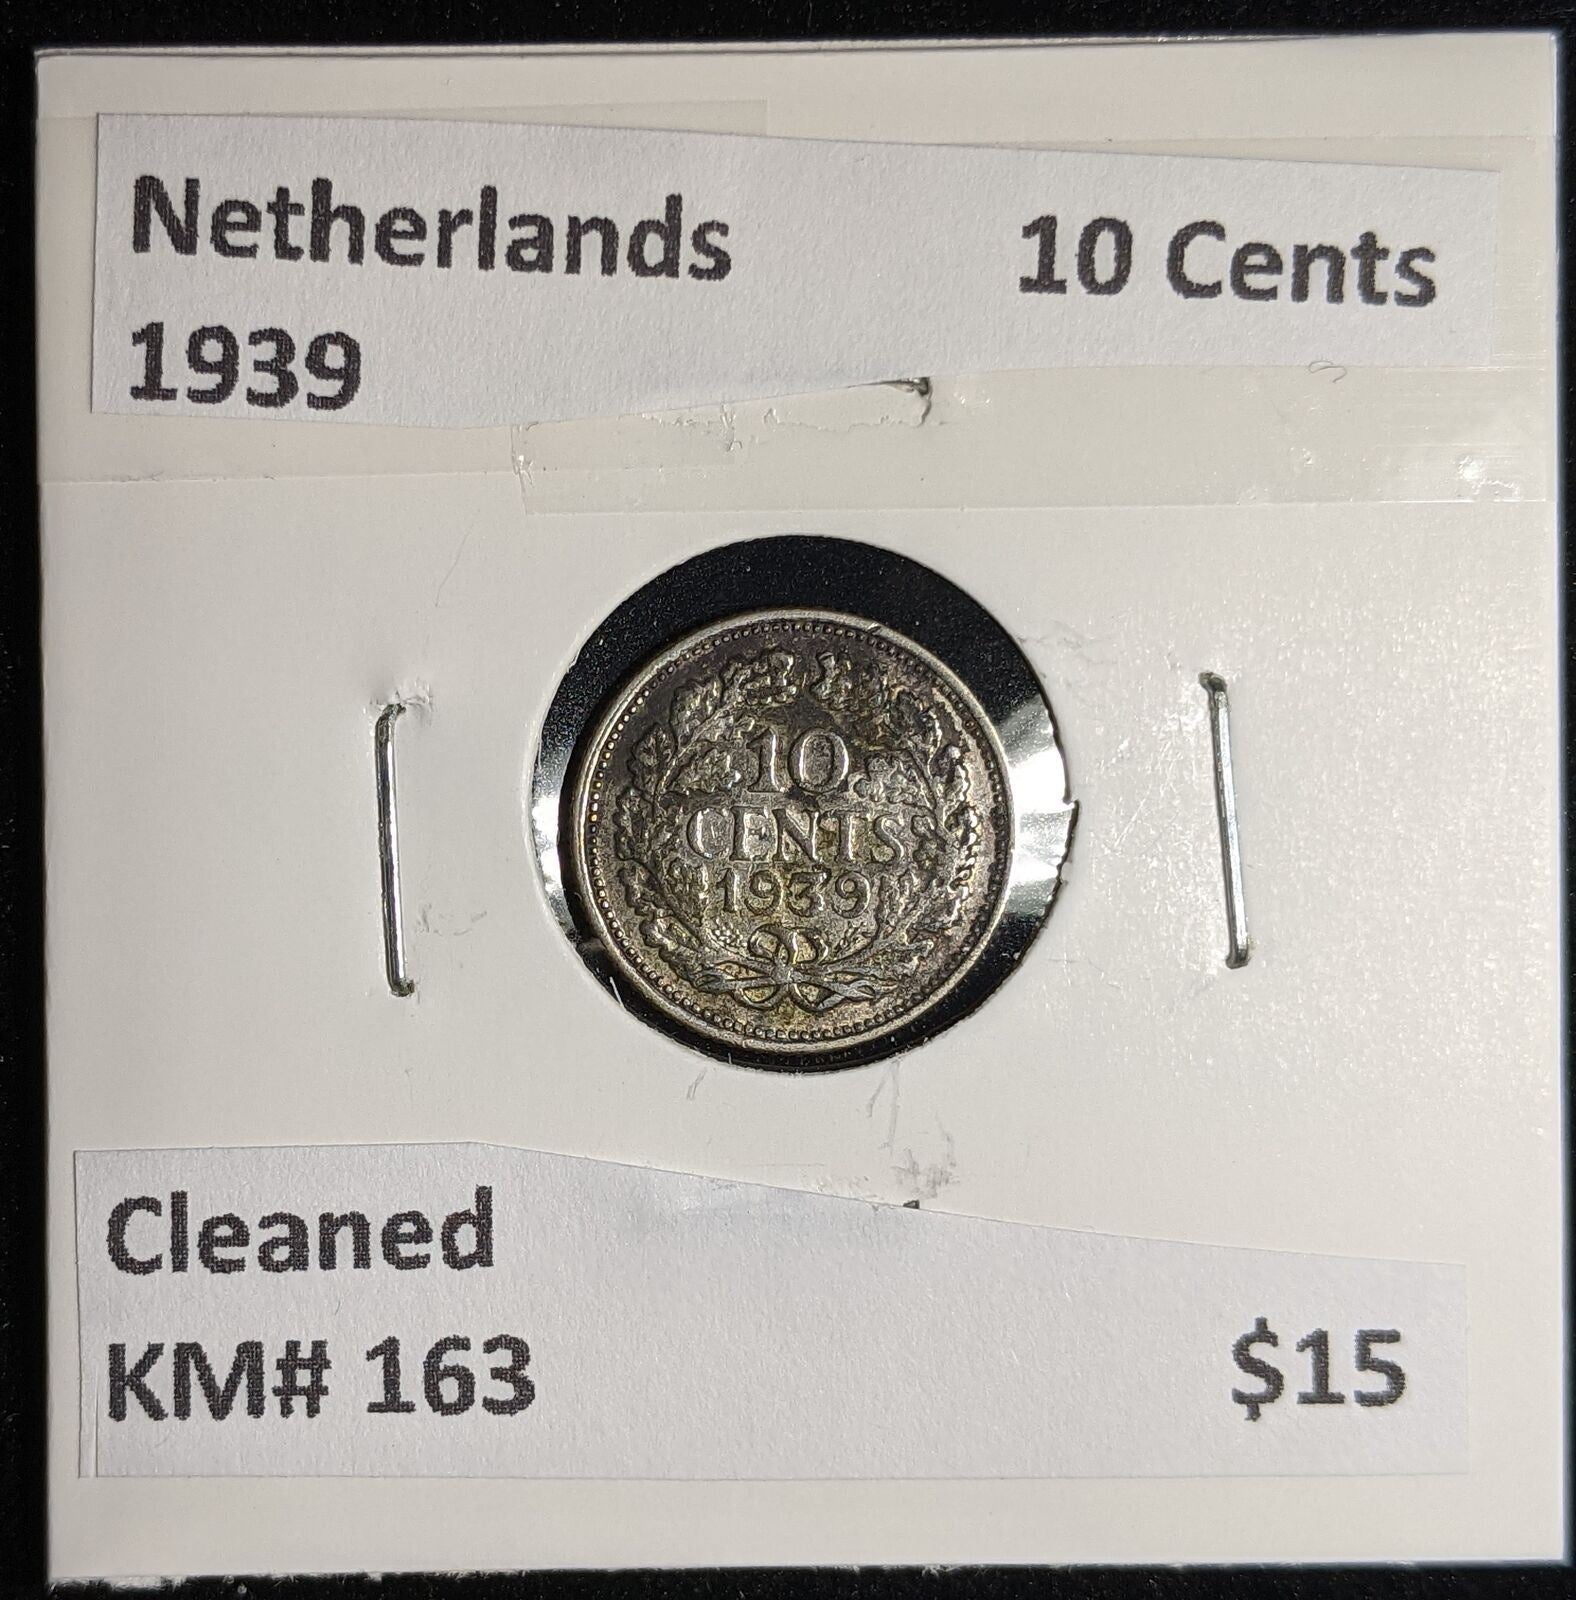 Netherlands 10 Cents
1939
10
CENTS
1939
Cleaned
KM# 163 $15